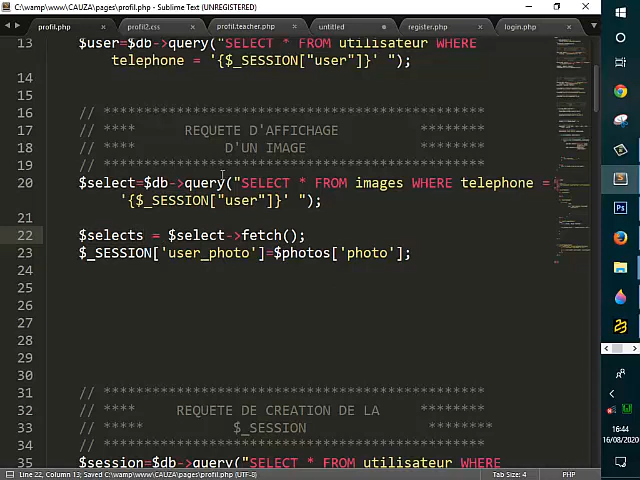 C:\wamp\www\CAUZA\pages\profil.php - Sublime Text (UNREGISTERED)
profil.php
profil2.css
profil.teacher.php
untitled
register.php
login.php
13 $user=$db->query("SELECT * FROM utilisateur WHERE
telephone = '{$_SESSION["user"]}' ");
14
15
16 // ***********************************************
17 // **** REQUETE D'AFFICHAGE ********
18 // **** D'UN IMAGE ********
19 // ***********************************************
20 $select=$db->query("SELECT * FROM images WHERE telephone =
'{$_SESSION["user"]}' ");
21
22 $selects = $select->fetch();
23 $_SESSION['user_photo']=$photos['photo'];
24
25
26
27
28
29
30
31 // ***********************************************
32 // **** REQUETE DE CREATION DE LA ********
33 // **** $_SESSION ********
34 // ***********************************************
35 $session=$db->query("SELECT * FROM utilisateur WHERE
Line 22, Column 13; Saved C:\wamp\www\CAUZA\pages\profil.php (UTF-8)
Tab Size: 4
PHP
16:44
16/08/2020